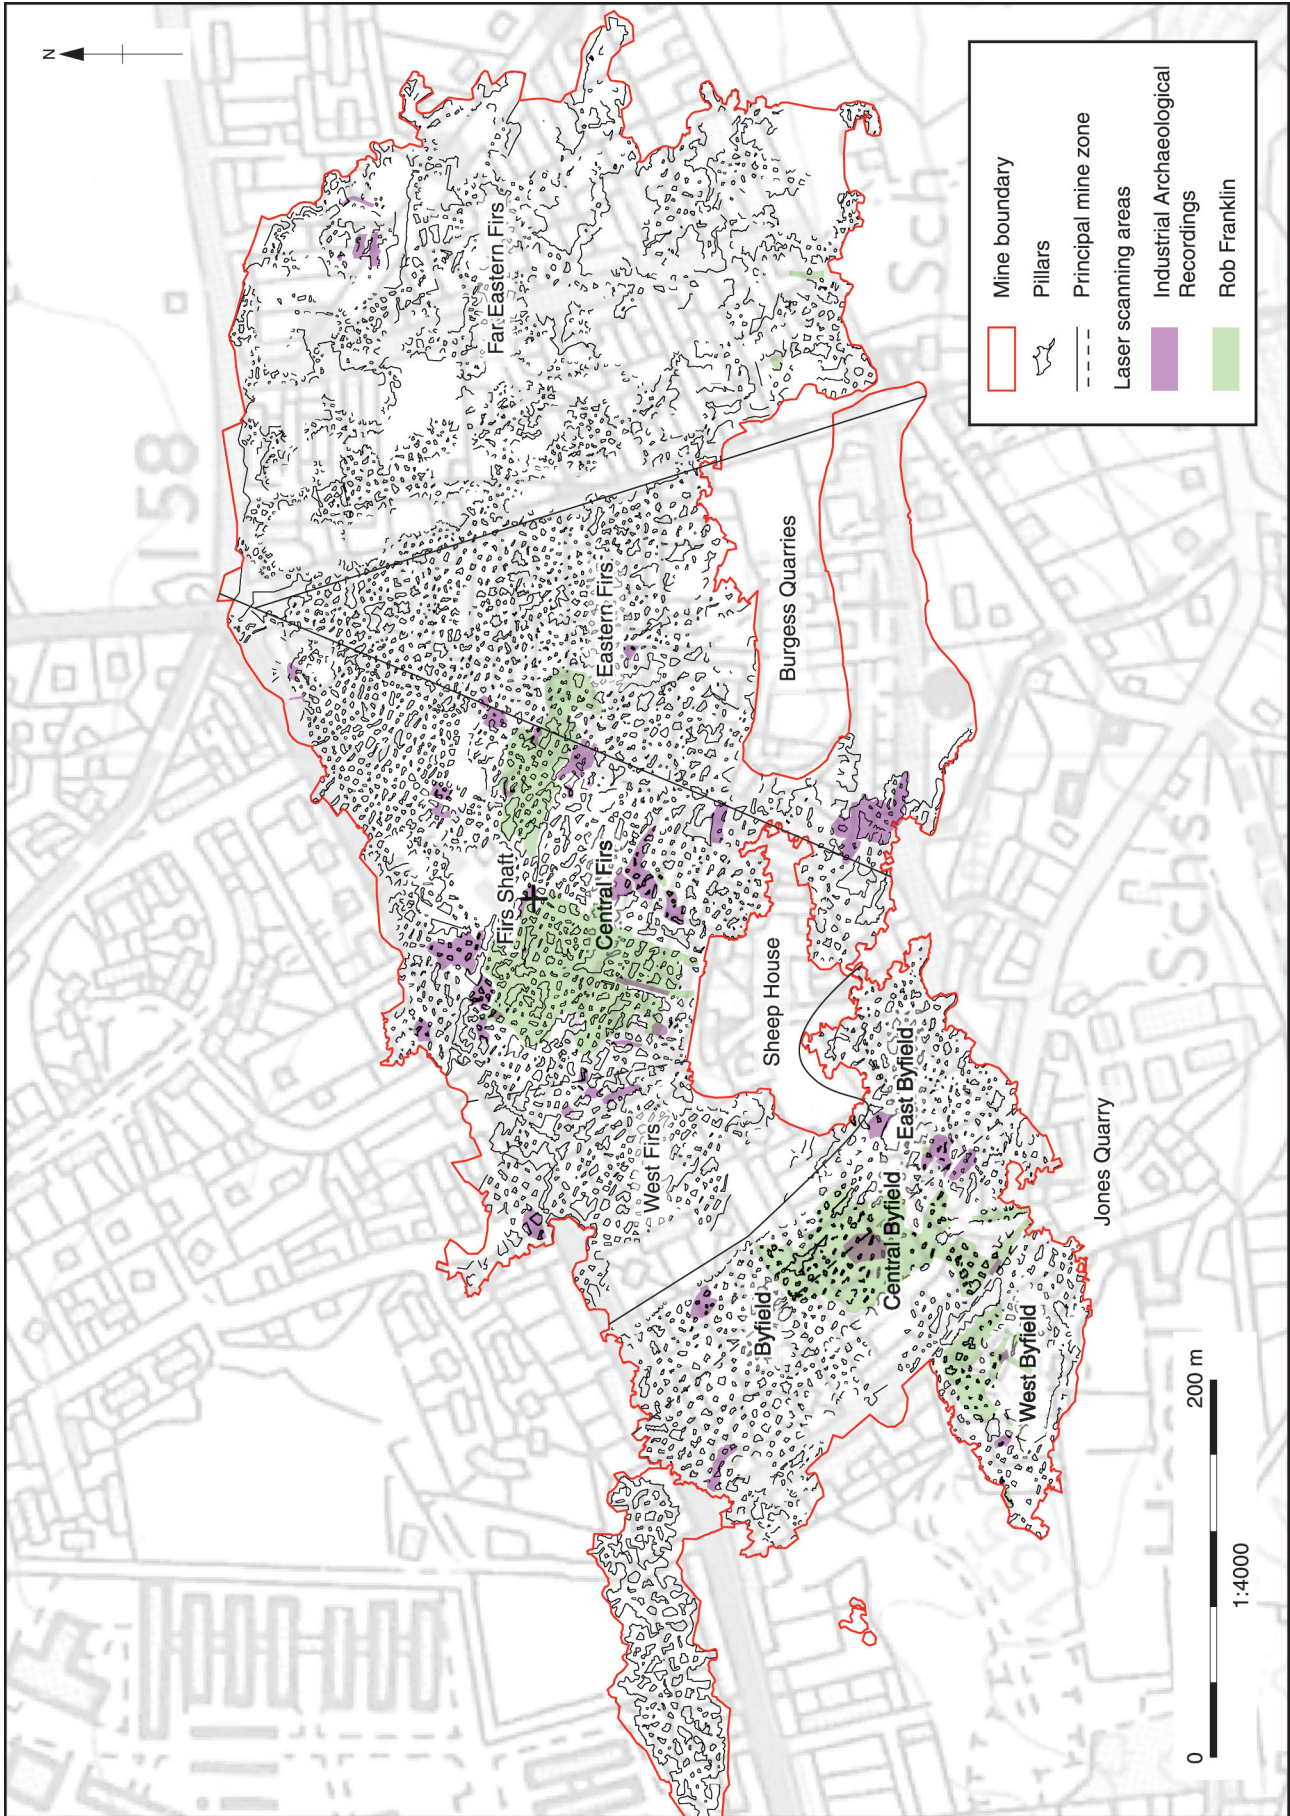 N
158
Sch
Far Eastern Firs
Eastern Firs
Burgess Quarries
Firs Shaft
Central Firs
Sheep House
West Firs
East Byfield
Central Byfield
Byfield
West Byfield
Jones Quarry
Mine boundary
Pillars
Principal mine zone
Laser scanning areas
Industrial Archaeological
Recordings
Rob Franklin
0
200 m
1:4000